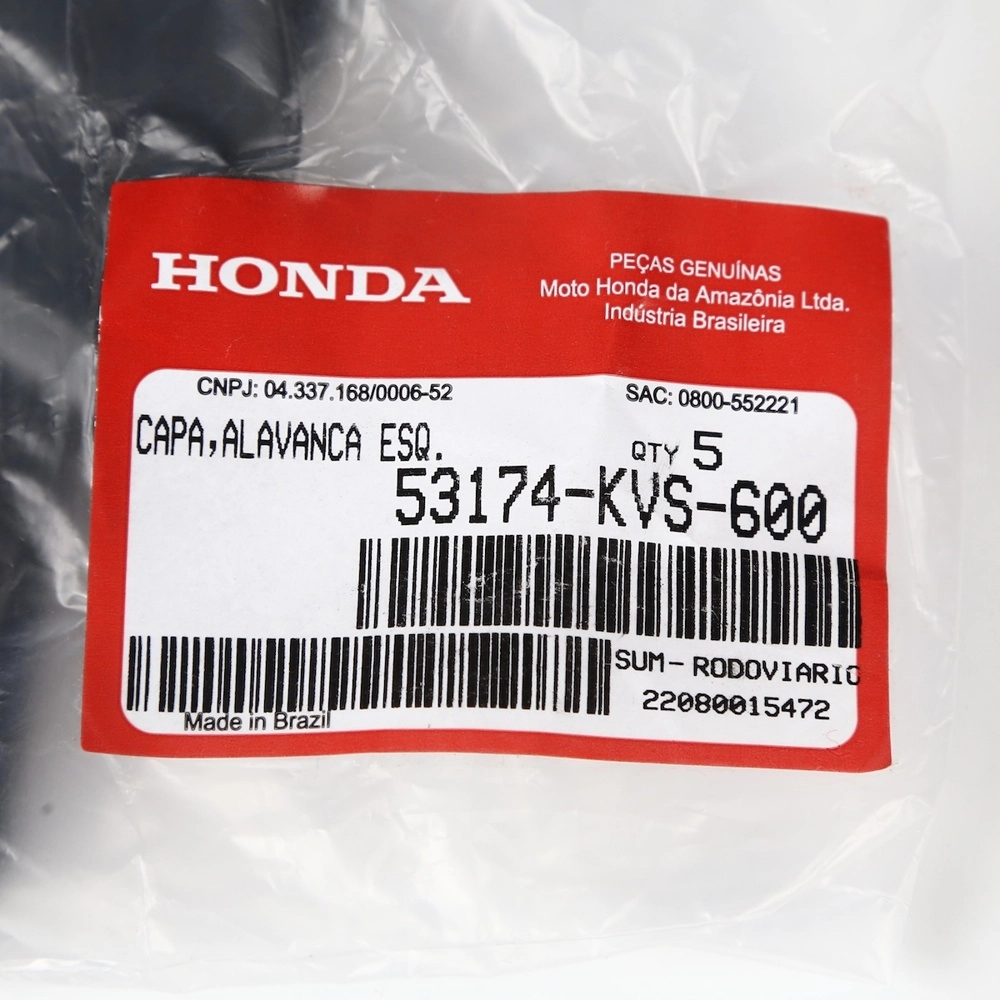 HONDA
PEÇAS GENUÍNAS
Moto Honda da Amazônia Ltda.
Indústria Brasileira
CNPJ: 04.337.168/0006-52
SAC: 0800-552221
CAPA,ALAVANCA ESQ.
QTY 5
53174-KVS-600
SUM-RODOVIARIO
22080015472
Made in Brazil